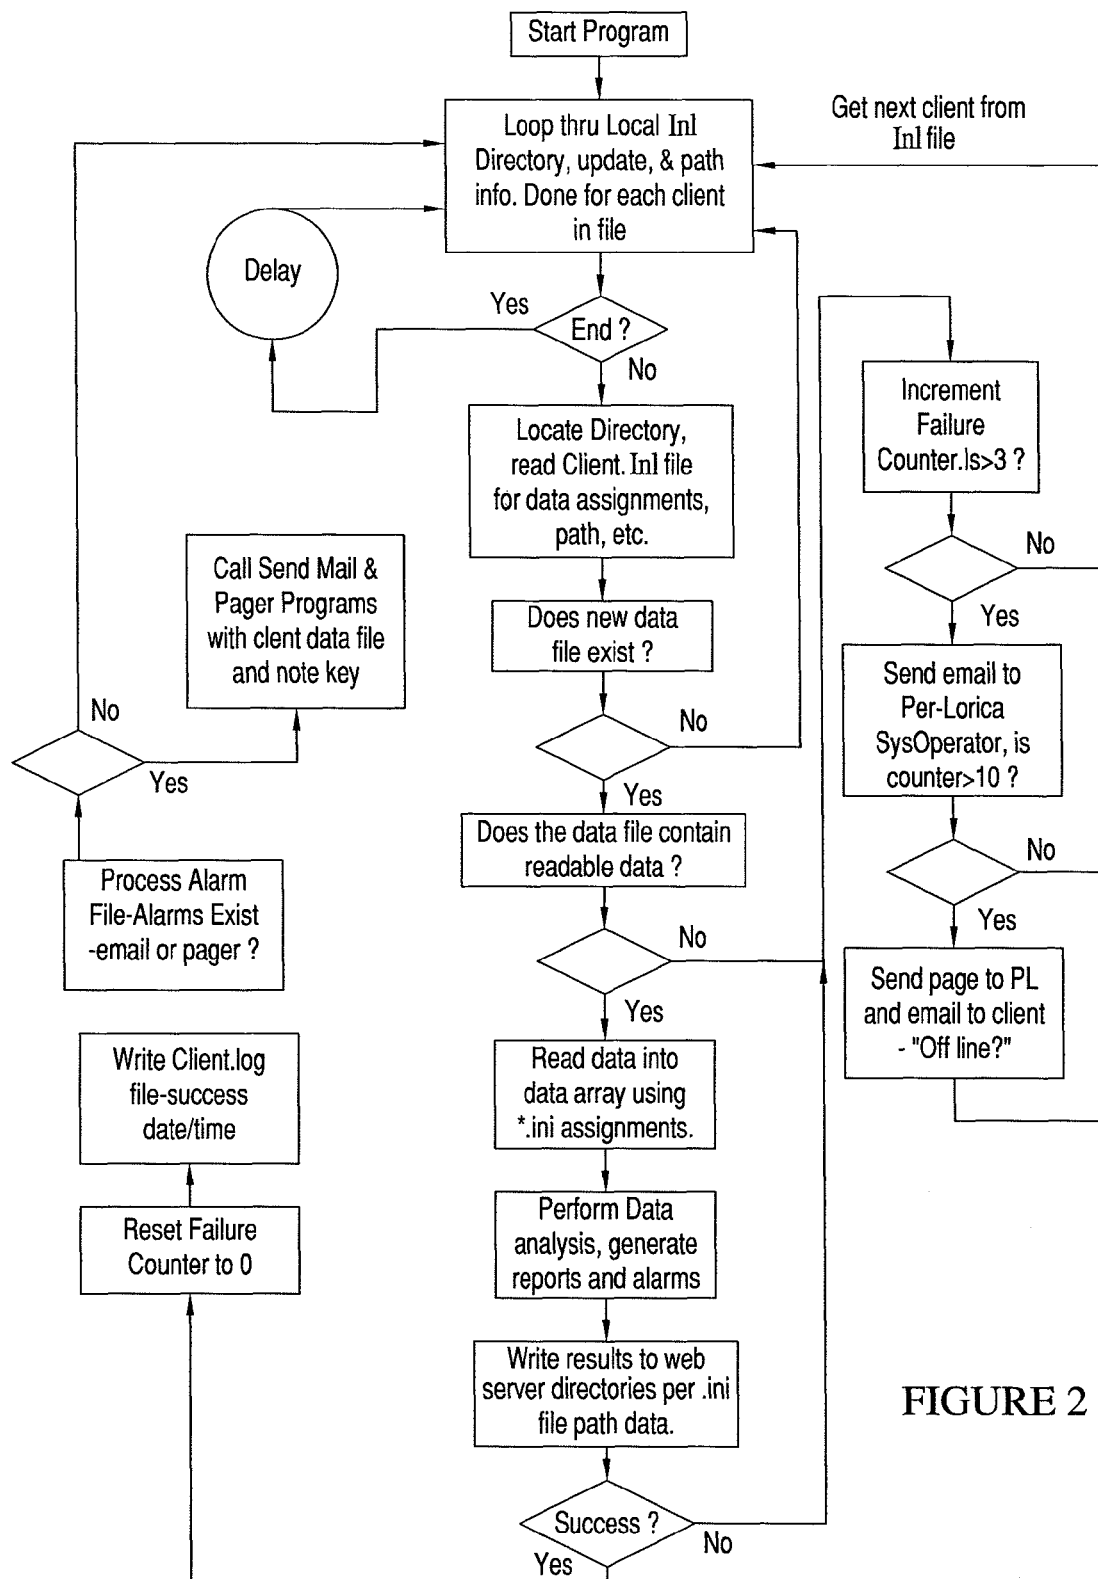 Start Program
Loop thru Local Inl
Directory, update, & path
info. Done for each client
in file
Get next client from
Inl file
Delay
Yes
End ?
No
Locate Directory,
read Client. Inl file
for data assignments,
path, etc.
Increment
Failure
Counter.Is>3 ?
No
Yes
Call Send Mail &
Pager Programs
with clent data file
and note key
No
Yes
Does new data
file exist ?
No
Yes
Send email to
Per-Lorica
SysOperator, is
counter>10 ?
No
Yes
Process Alarm
File-Alarms Exist
-email or pager ?
Does the data file contain
readable data ?
No
Yes
Send page to PL
and email to client
- "Off line?"
Write Client.log
file-success
date/time
Read data into
data array using
*.ini assignments.
Reset Failure
Counter to 0
Perform Data
analysis, generate
reports and alarms
Write results to web
server directories per .ini
file path data.
Success ?
No
Yes
FIGURE 2